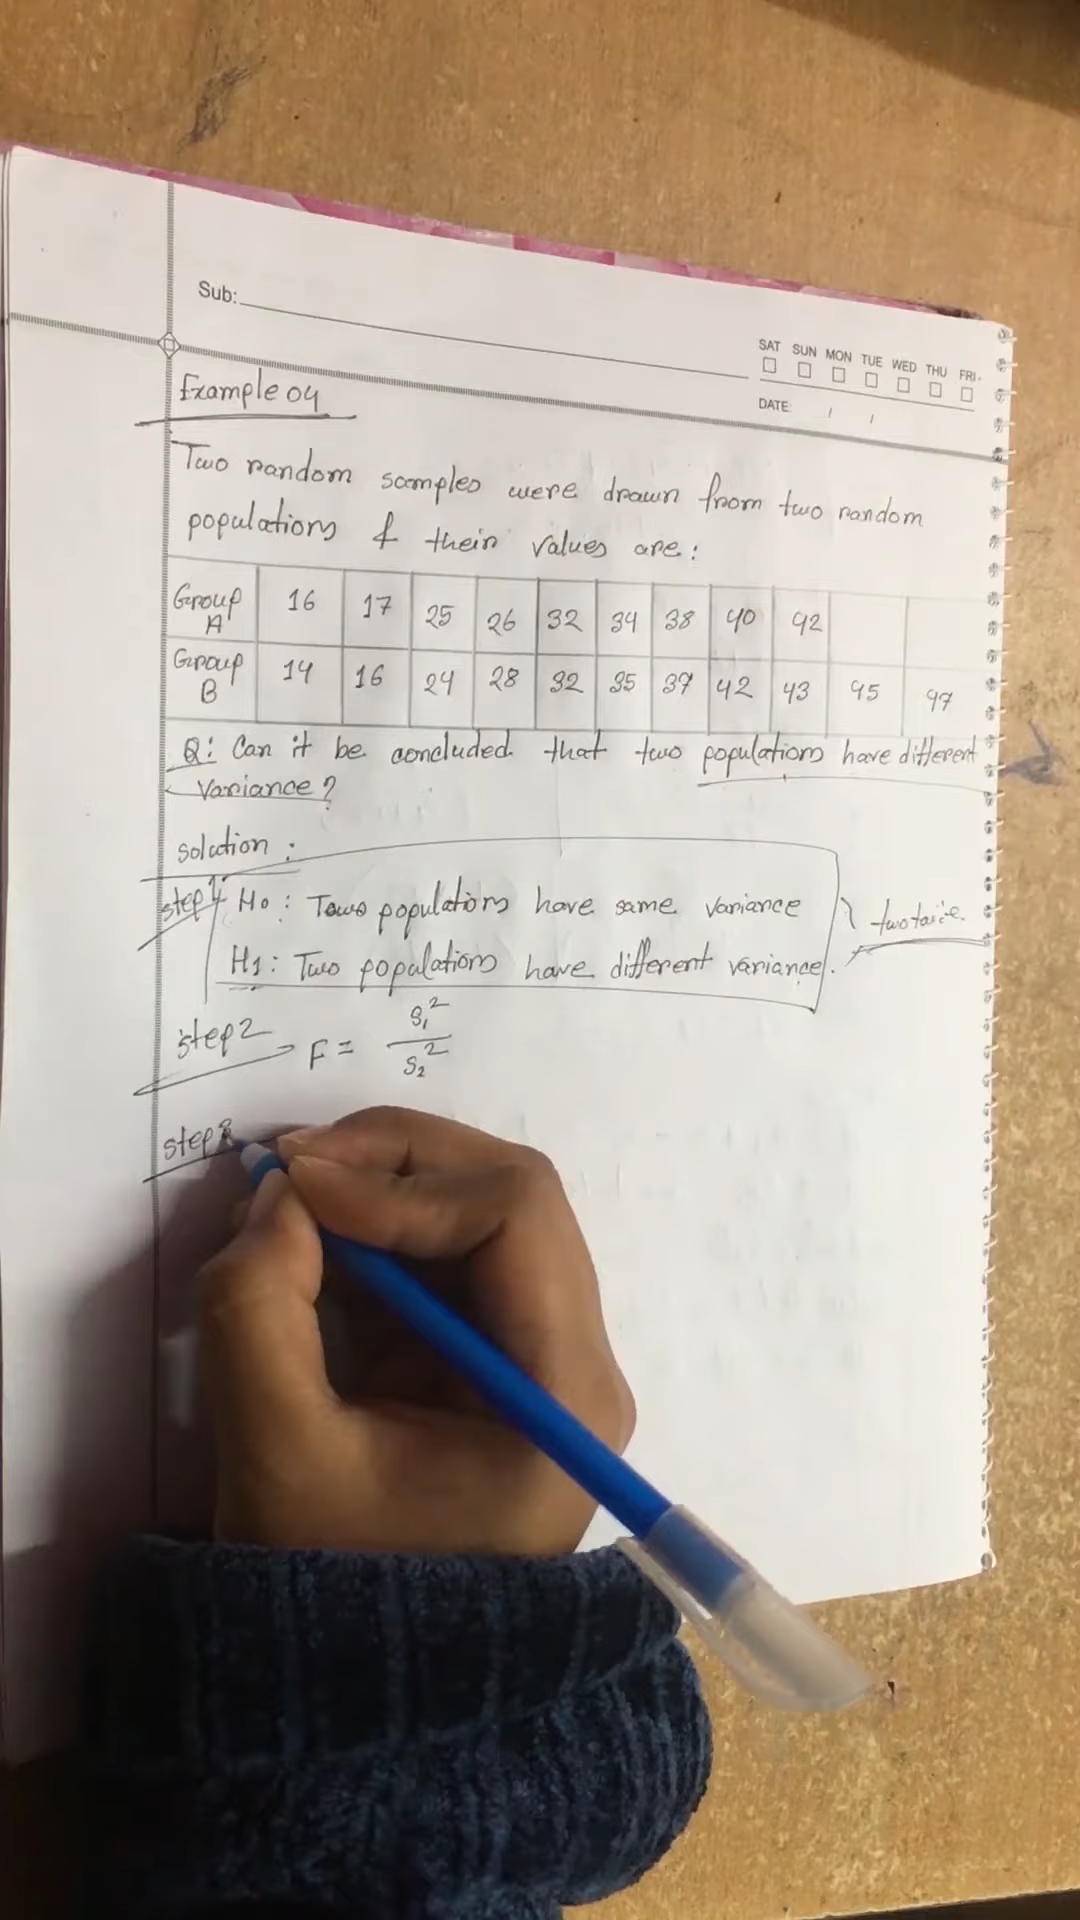 Sub:
SAT SUN MON TUE WED THU FRI.
DATE: / /
Example 04
Two random samples were drawn from two random
populations & their values are:
Group A 16 17 25 26 32 34 38 40 42
Group B 14 16 24 28 32 35 37 42 43 45 47
Q: Can it be concluded that two populations have different
variance?
solution:
step 1 H0: Towo populations have same variance
H1: Two populations have different variance.
step 2 F = S1²/S2²
step 3